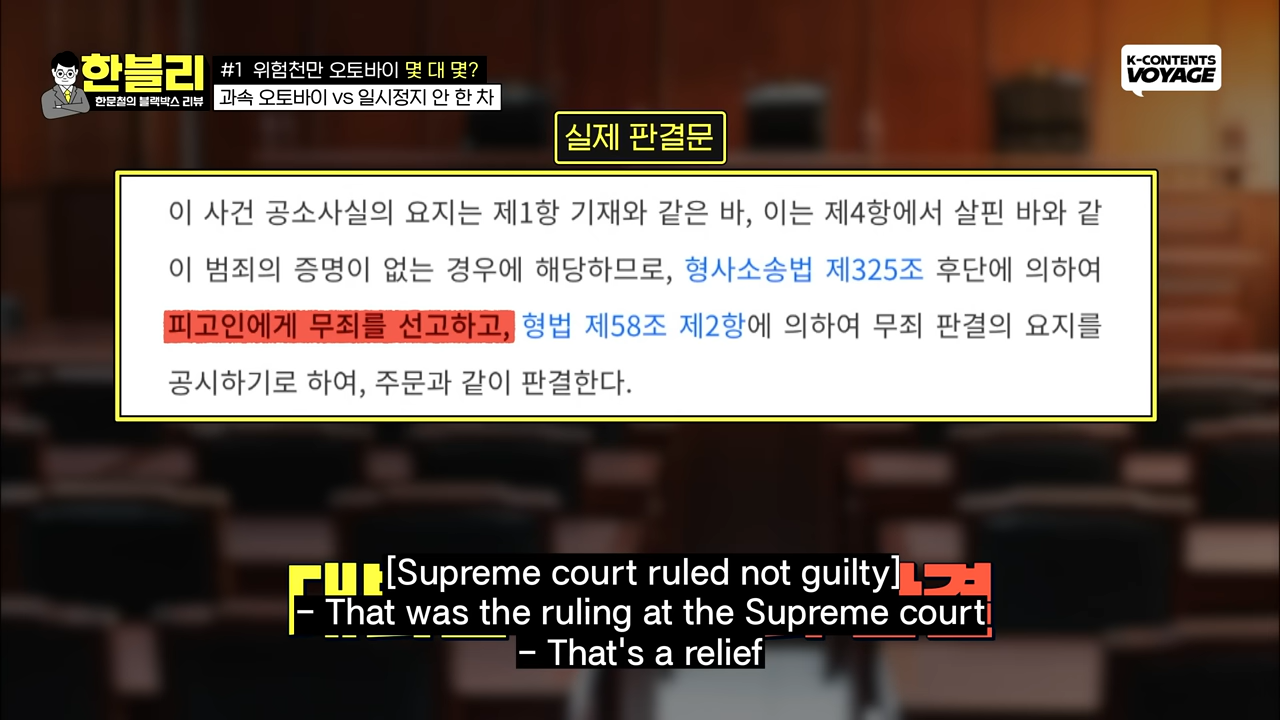 한블리
한문철의 블랙박스 리뷰
#1 위험천만 오토바이 몇 대 몇?
과속 오토바이 vs 일시정지 안 한 차
K-CONTENTS
VOYAGE
실제 판결문
이 사건 공소사실의 요지는 제1항 기재와 같은 바, 이는 제4항에서 살핀 바와 같
이 범죄의 증명이 없는 경우에 해당하므로, 형사소송법 제325조 후단에 의하여
피고인에게 무죄를 선고하고, 형법 제58조 제2항에 의하여 무죄 판결의 요지를
공시하기로 하여, 주문과 같이 판결한다.
[Supreme court ruled not guilty]
– That was the ruling at the Supreme court
– That's a relief